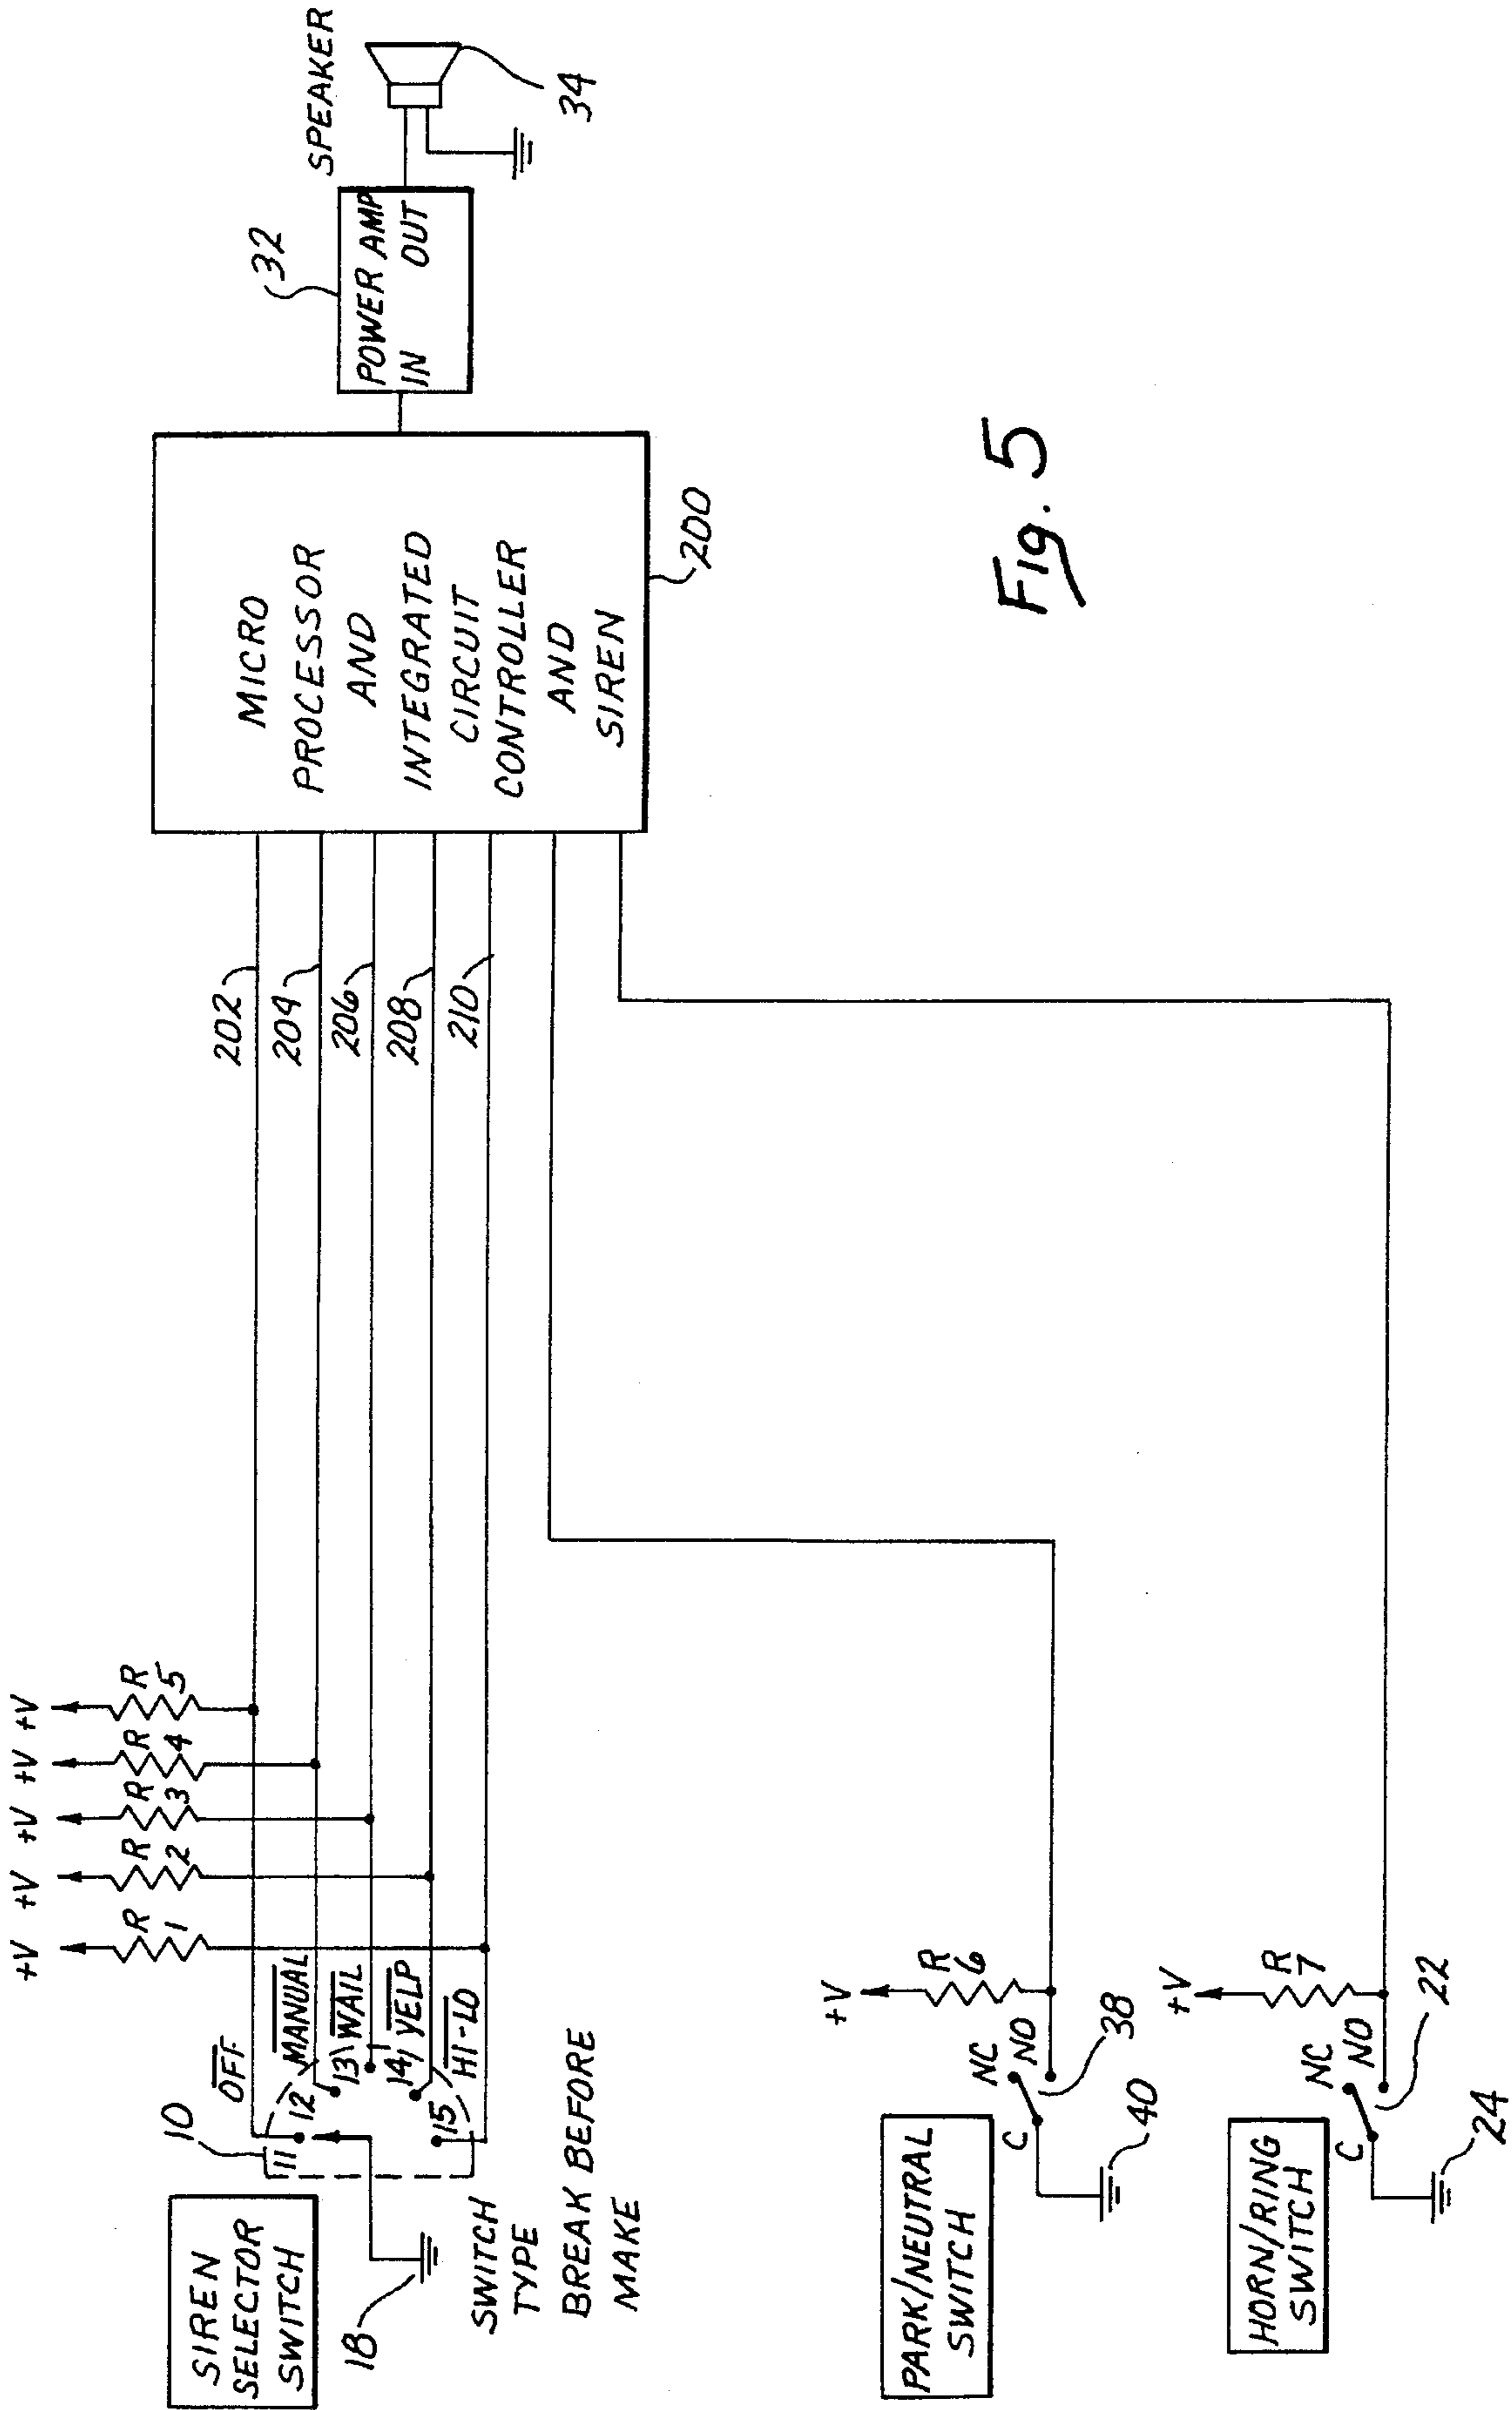 +V +V +V +V +V
R 1
R 2
R 3
R 4
R 5
SIREN
SELECTOR
SWITCH
10
11
12
13
14
15
OFF
MANUAL
WAIL
YELP
HI-LO
18
SWITCH
TYPE
BREAK BEFORE
MAKE
202
204
206
208
210
MICRO
PROCESSOR
AND
INTEGRATED
CIRCUIT
CONTROLLER
AND
SIREN
200
32
POWER AMP
IN OUT
SPEAKER
34
PARK/NEUTRAL
SWITCH
+V
R 6
C
NC
NO
38
40
HORN/RING
SWITCH
+V
R 7
C
NC
NO
22
24
Fig. 5